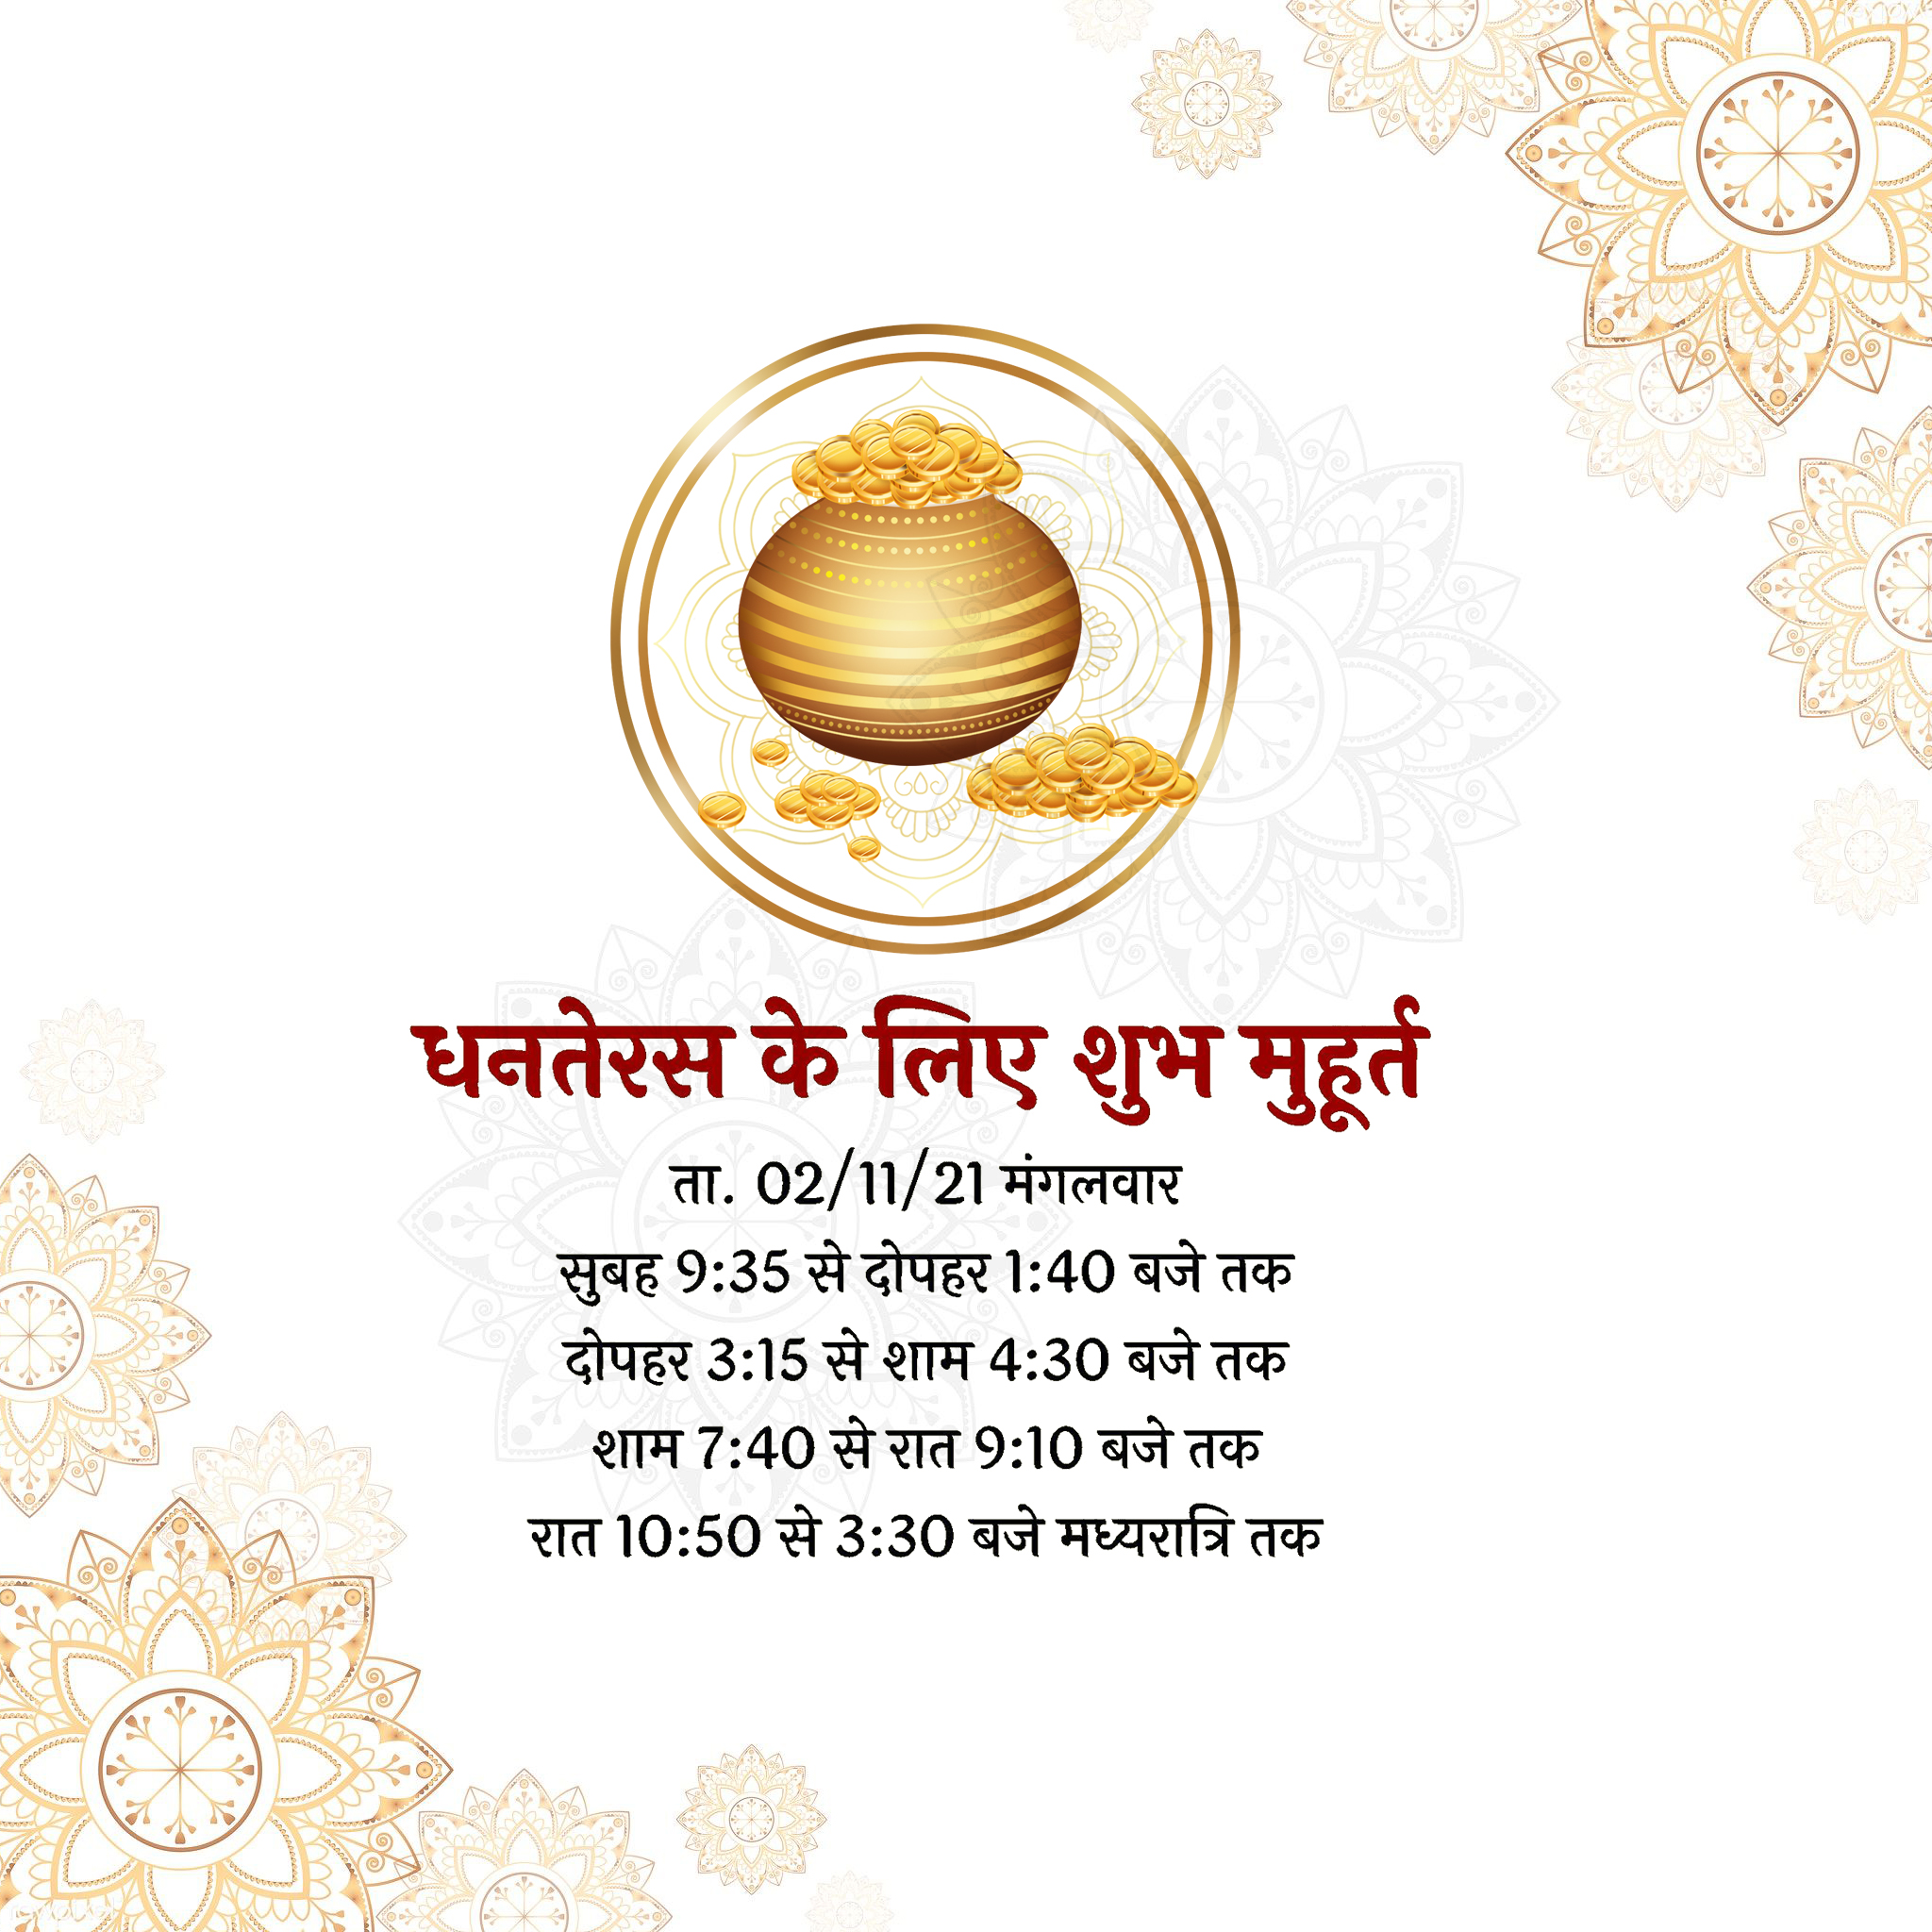 धनतेरस के लिए शुभ मुहूर्त
ता. 02/11/21 मंगलवार
सुबह 9:35 से दोपहर 1:40 बजे तक
दोपहर 3:15 से शाम 4:30 बजे तक
शाम 7:40 से रात 9:10 बजे तक
रात 10:50 से 3:30 बजे मध्यरात्रि तक